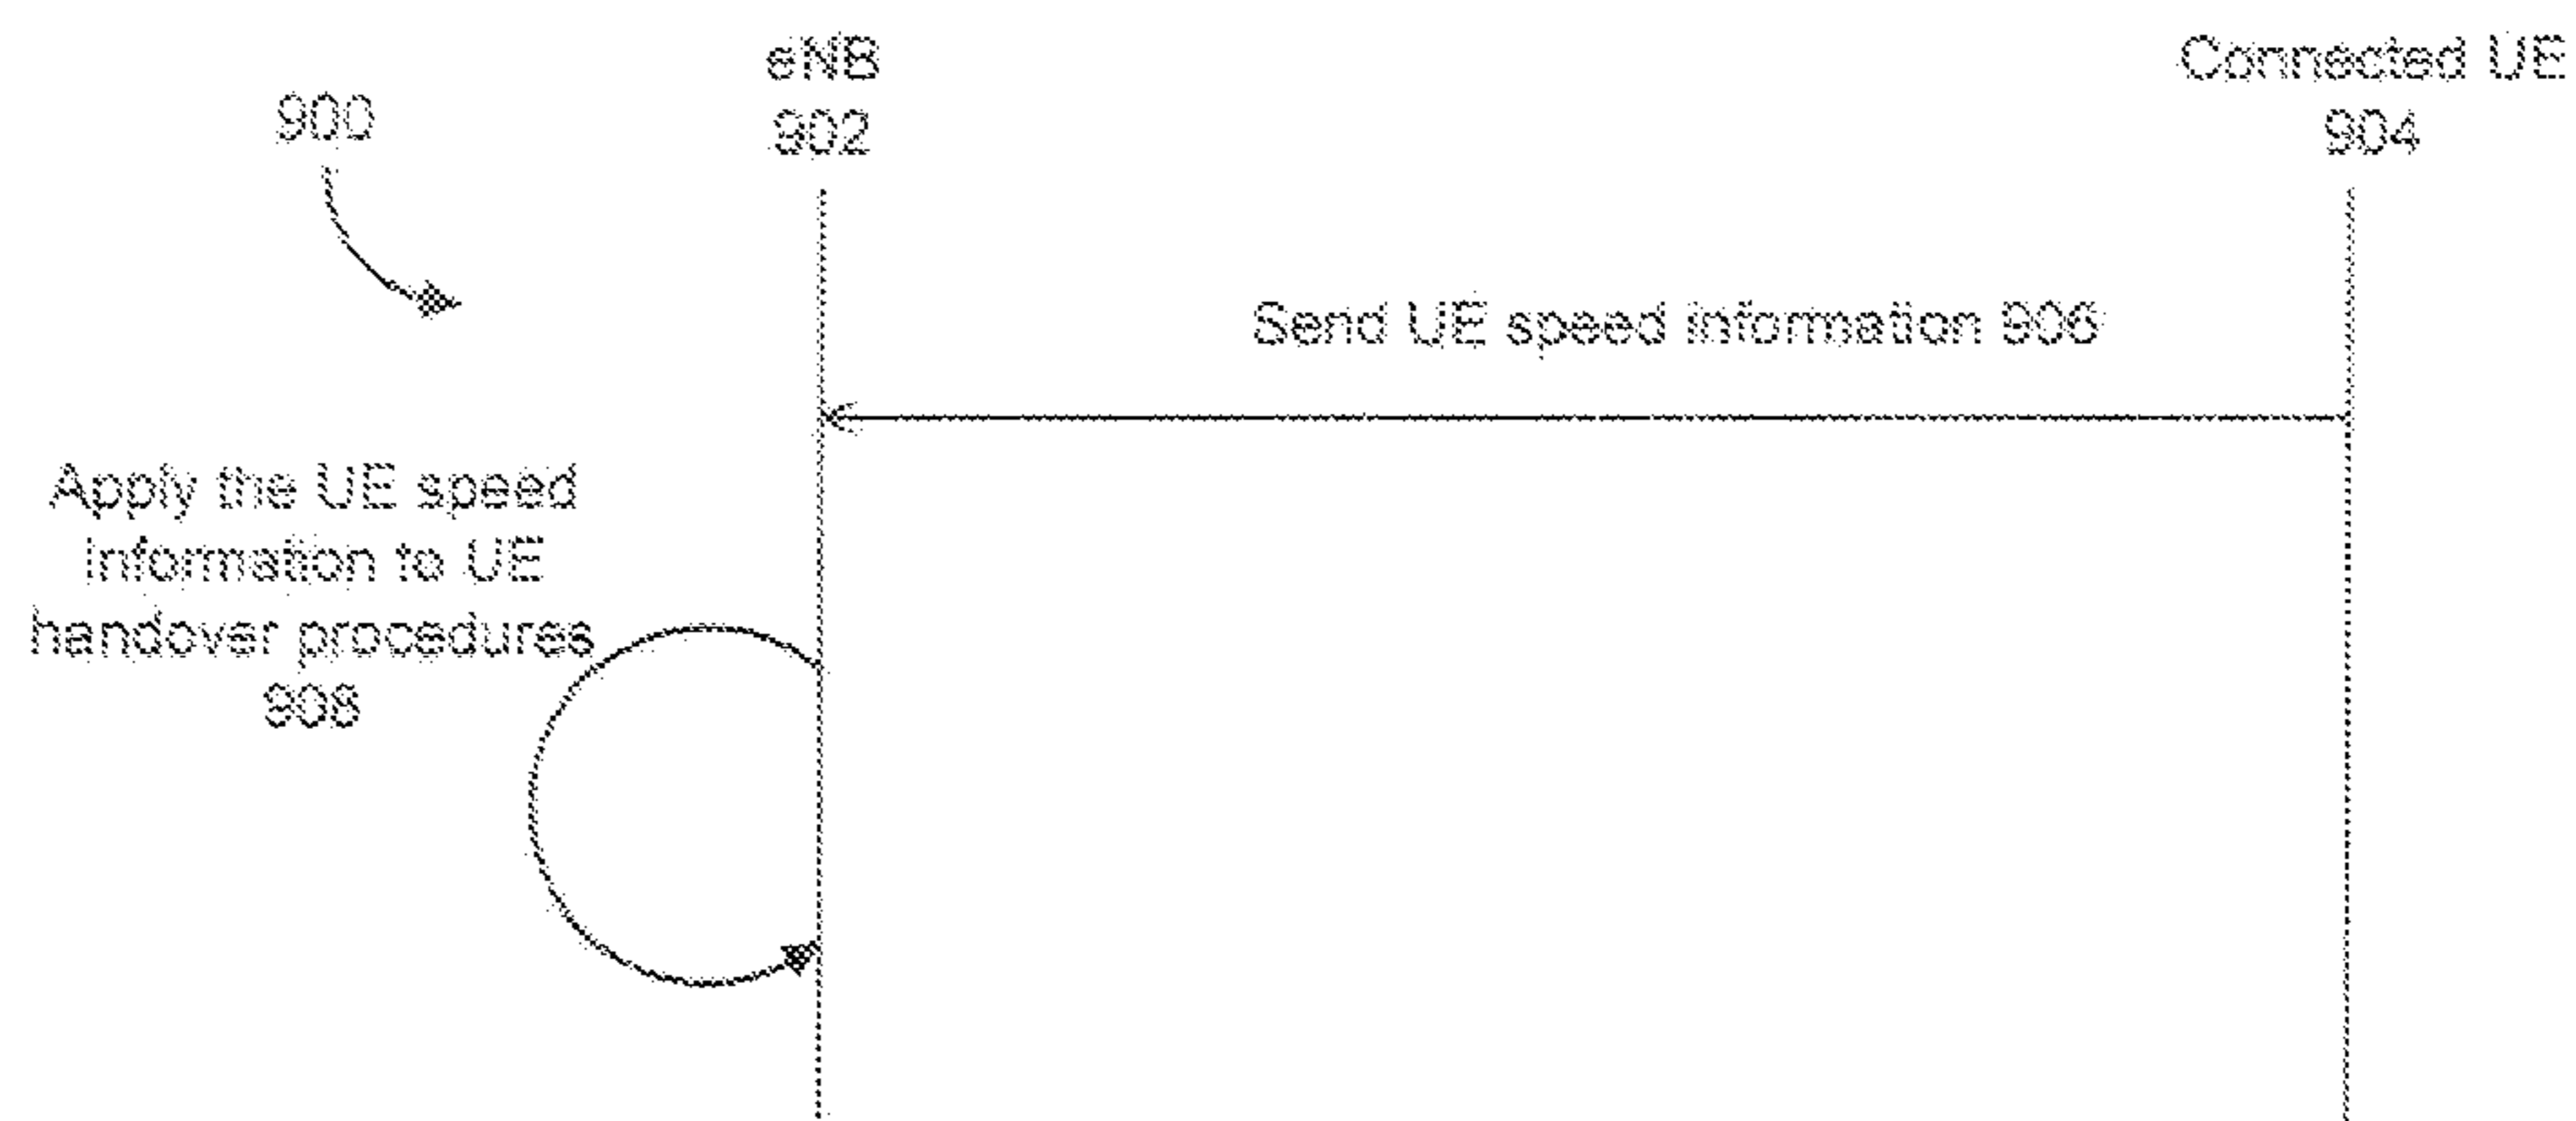 900
eNB
902
Connected UE
904
Send UE speed information 906
Apply the UE speed
information to UE
handover procedures
908